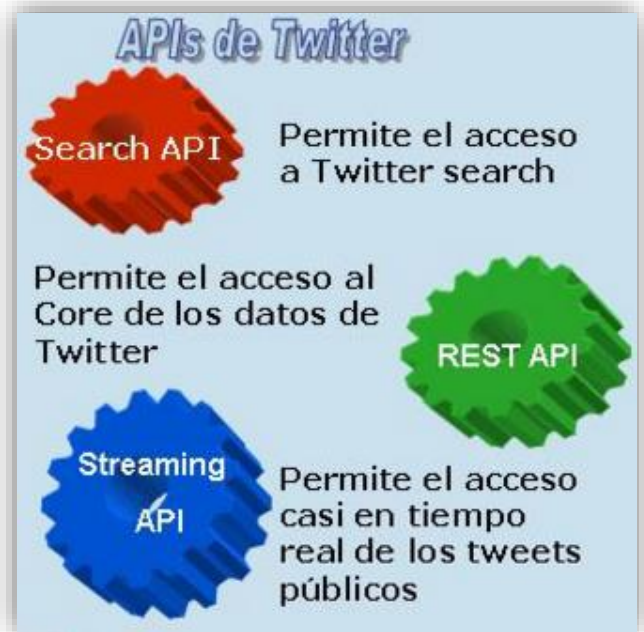 APIs de Twitter
Search API
Permite el acceso
a Twitter search
Permite el acceso al
Core de los datos de
Twitter
REST API
Streaming
API
Permite el acceso
casi en tiempo
real de los tweets
públicos